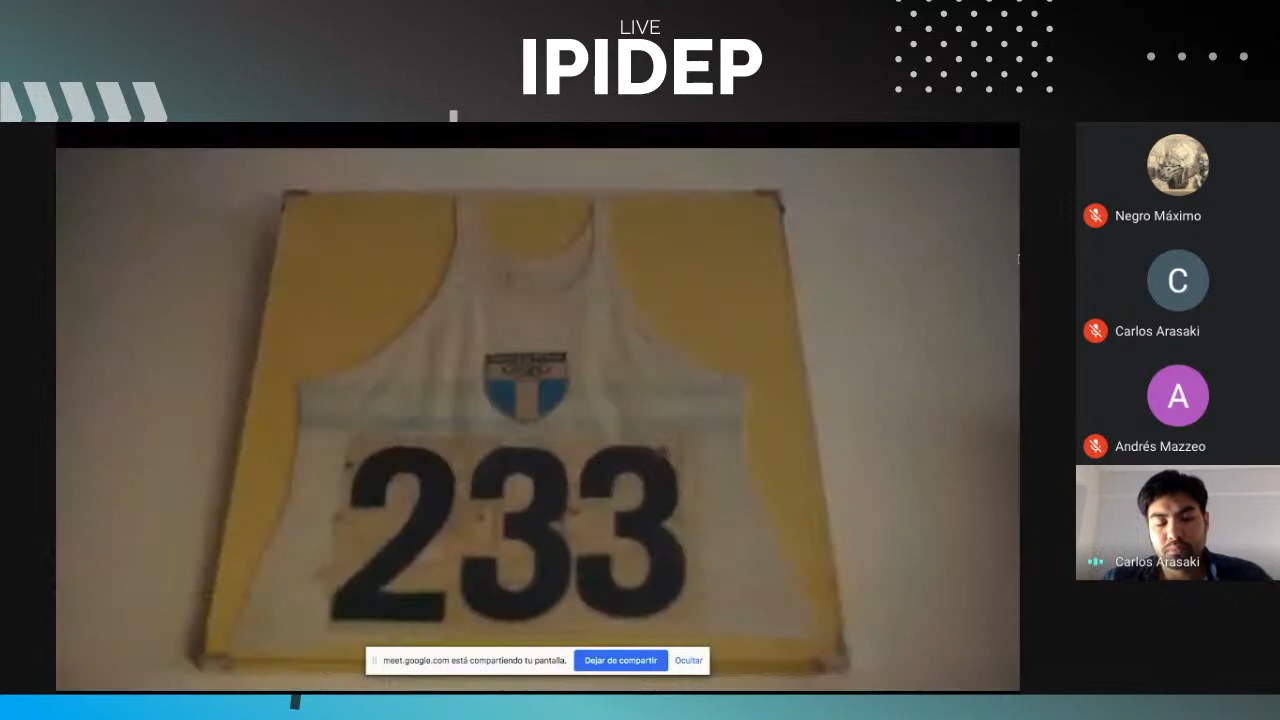 LIVE
IPIDEP
Negro Máximo
C
Carlos Arasaki
A
Andrés Mazzeo
Carlos Arasaki
233
meet.google.com está compartiendo tu pantalla.
Dejar de compartir
Ocultar